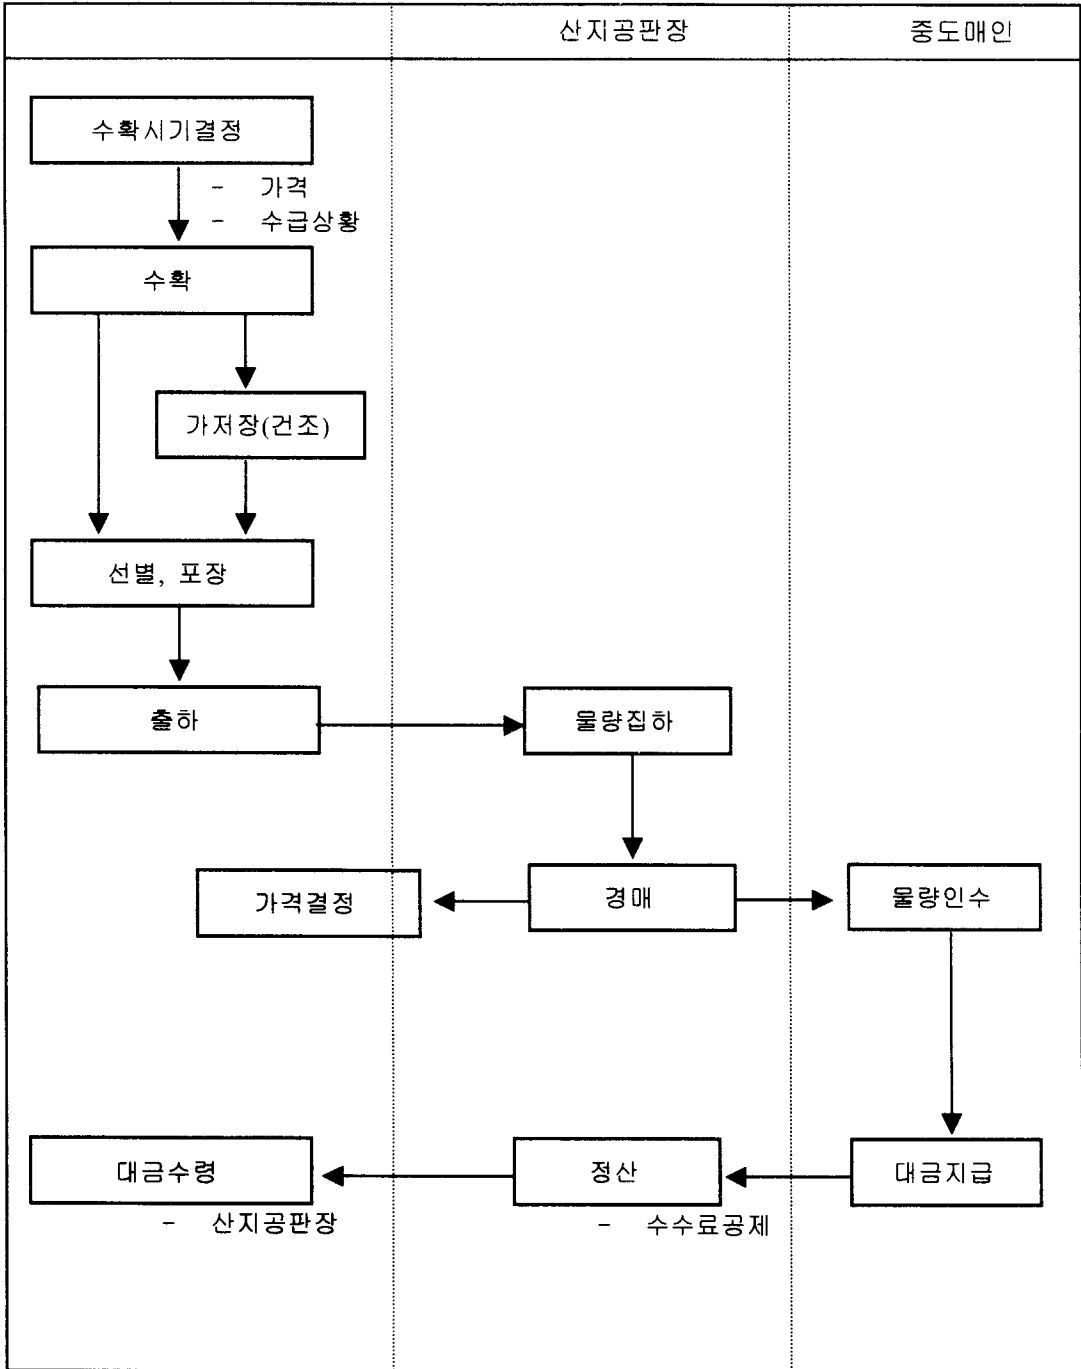 산지공판장
중도매인
수확시기결정
- 가격
- 수급상황
수확
가저장(건조)
선별, 포장
출하
물량집하
가격결정
경매
물량인수
대금수령
- 산지공판장
정산
- 수수료공제
대금지급